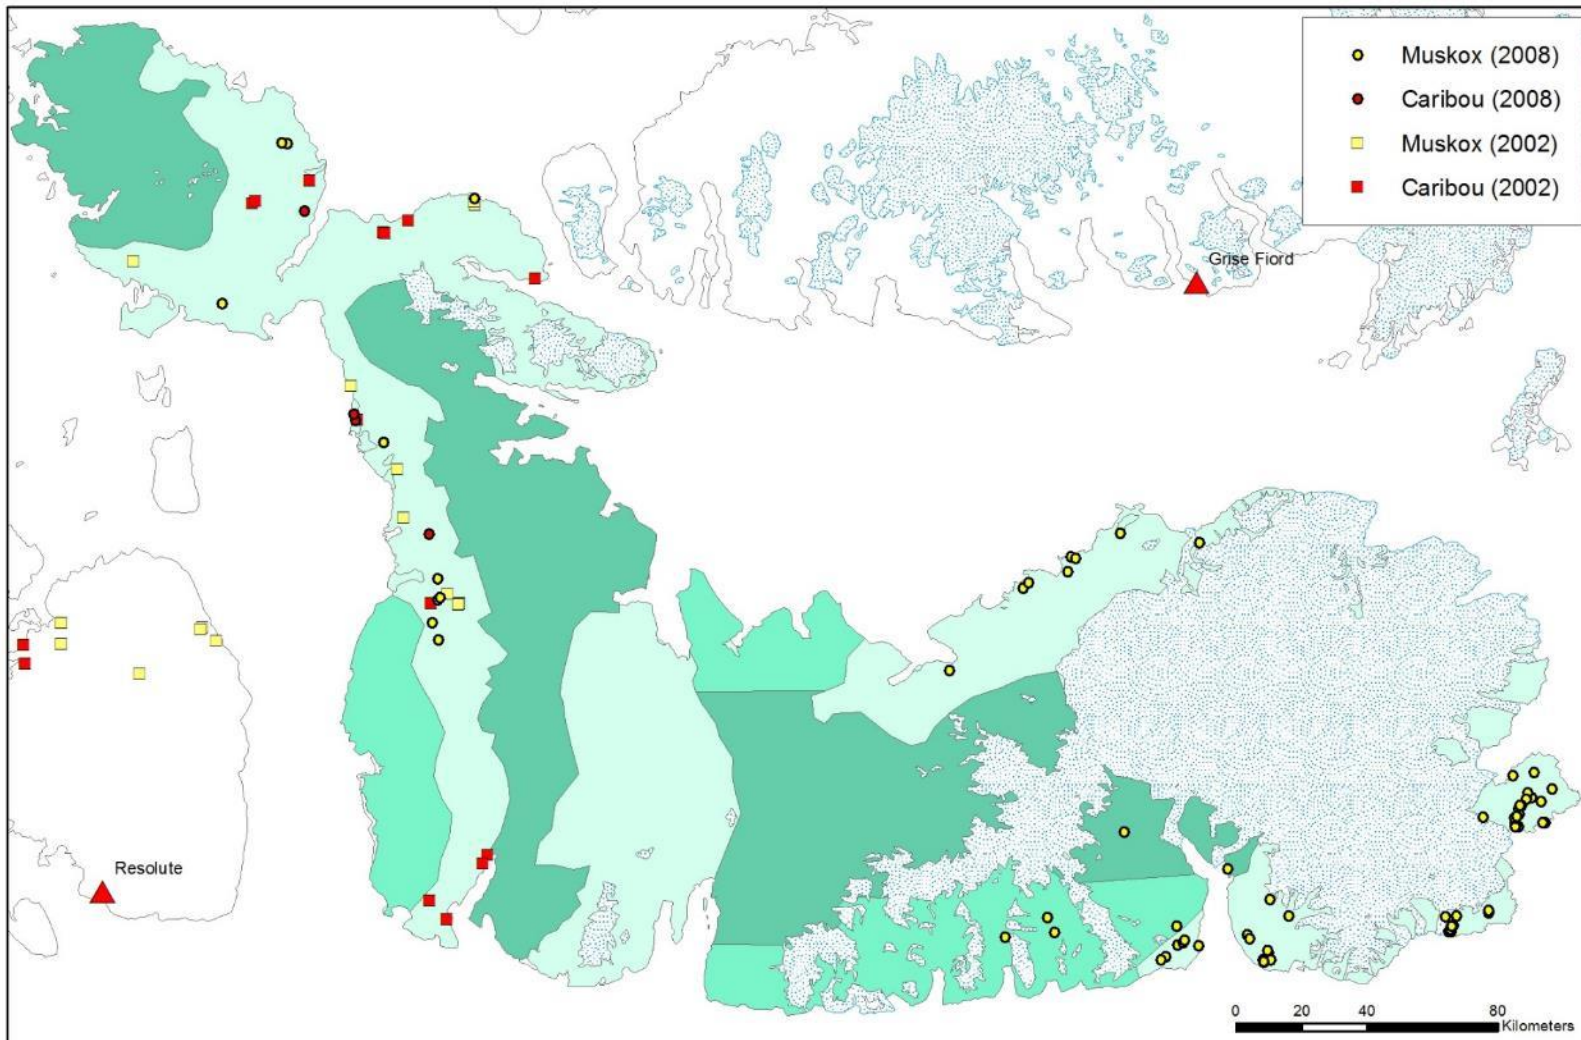 Muskox (2008)
Caribou (2008)
Muskox (2002)
Caribou (2002)
Grise Fiord
Resolute
0 20 40 80
Kilometers